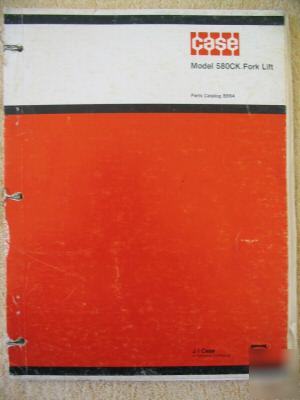 CASE
Model 580CK Fork Lift
Parts Catalog
J I Case